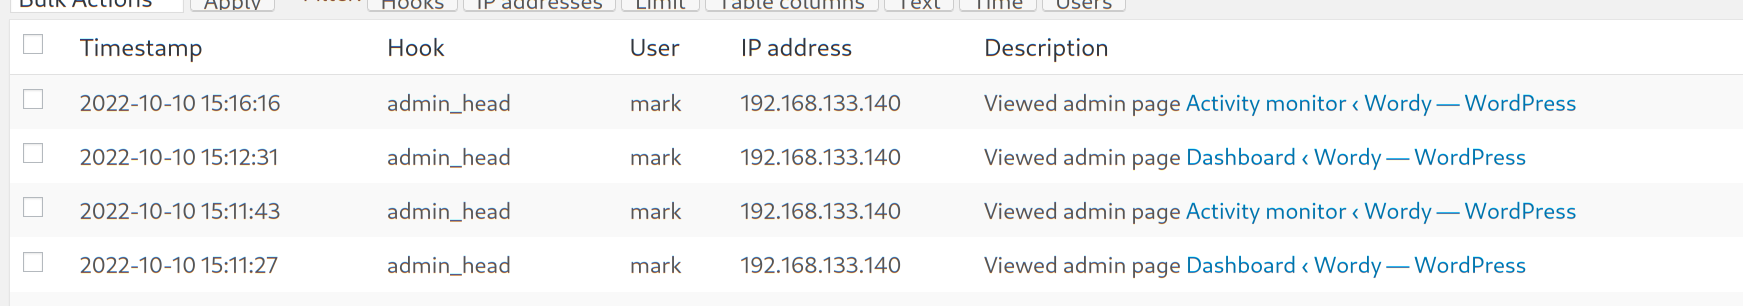 Bulk Actions Apply Filter: Hooks IP addresses Limit Table columns Text Time Users
Timestamp Hook User IP address Description
2022-10-10 15:16:16 admin_head mark 192.168.133.140 Viewed admin page Activity monitor ‹ Wordy — WordPress
2022-10-10 15:12:31 admin_head mark 192.168.133.140 Viewed admin page Dashboard ‹ Wordy — WordPress
2022-10-10 15:11:43 admin_head mark 192.168.133.140 Viewed admin page Activity monitor ‹ Wordy — WordPress
2022-10-10 15:11:27 admin_head mark 192.168.133.140 Viewed admin page Dashboard ‹ Wordy — WordPress